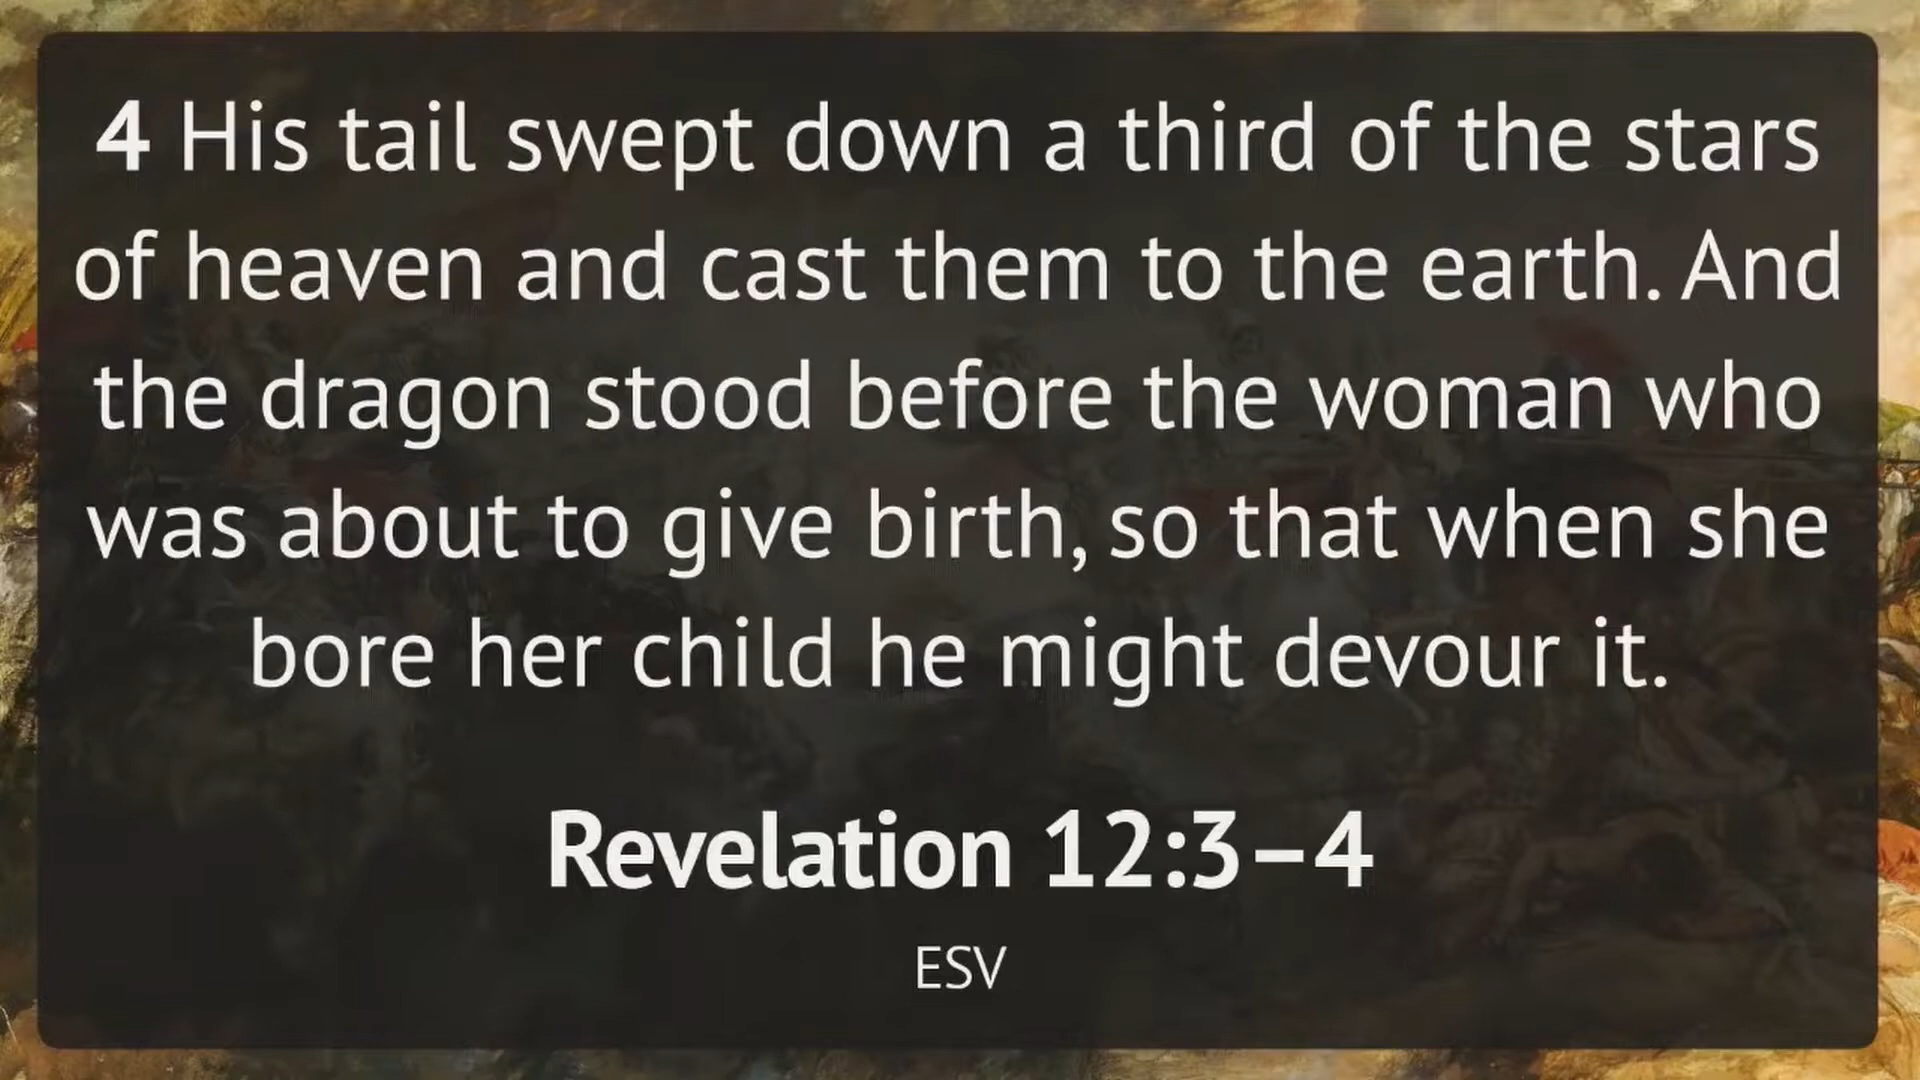 4 His tail swept down a third of the stars
of heaven and cast them to the earth. And
the dragon stood before the woman who
was about to give birth, so that when she
bore her child he might devour it.
Revelation 12:3–4
ESV